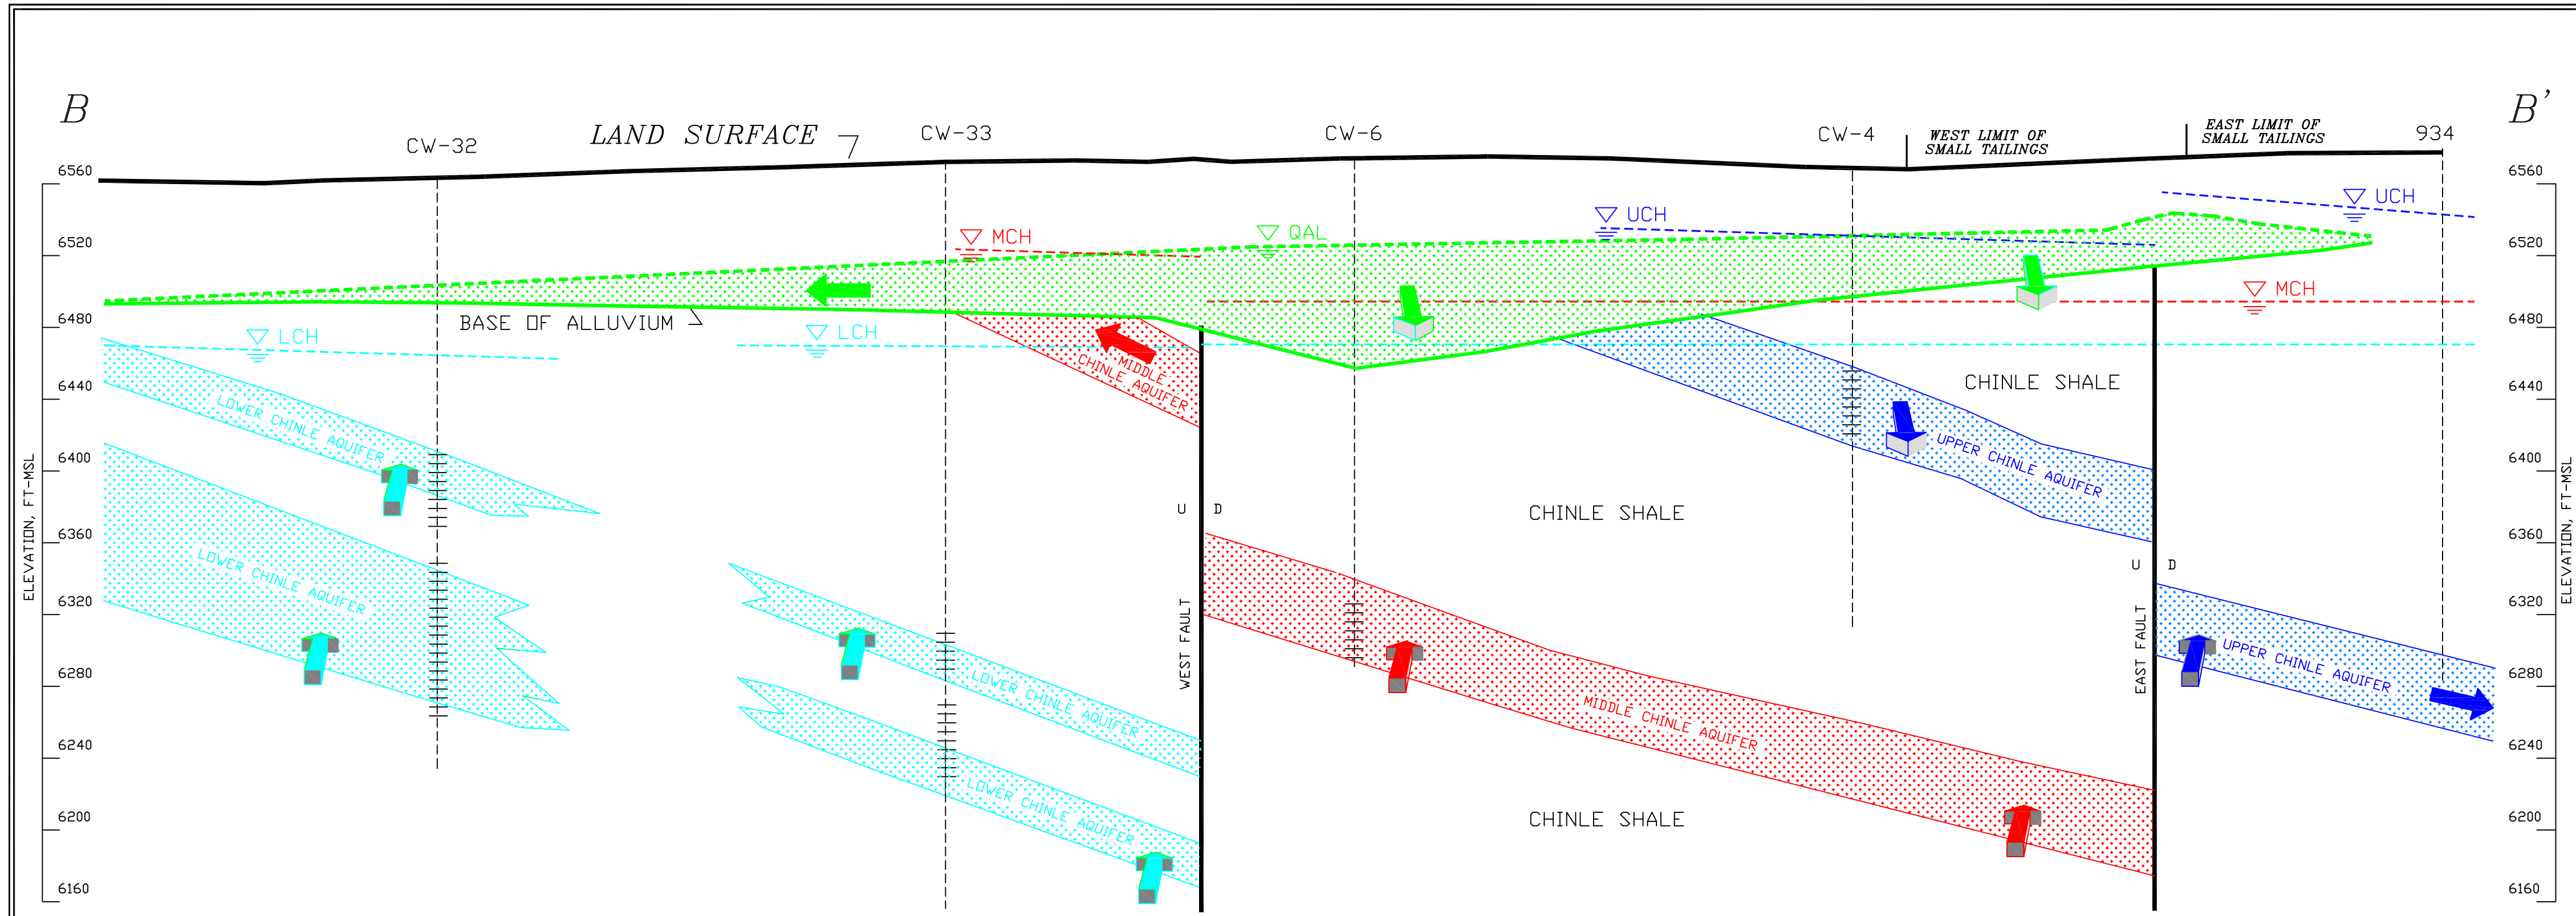 B
B'
LAND SURFACE
CW-32
CW-33
CW-6
CW-4
WEST LIMIT OF
SMALL TAILINGS
EAST LIMIT OF
SMALL TAILINGS
934
6560
6560
UCH
UCH
MCH
QAL
6520
6520
MCH
BASE OF ALLUVIUM
6480
6480
LCH
LCH
MIDDLE
CHINLE AQUIFER
CHINLE SHALE
6440
6440
LOWER CHINLE AQUIFER
UPPER CHINLE AQUIFER
6400
6400
U D
CHINLE SHALE
ELEVATION, FT-MSL
ELEVATION, FT-MSL
6360
6360
LOWER CHINLE AQUIFER
U D
6320
6320
WEST FAULT
EAST FAULT
UPPER CHINLE AQUIFER
6280
6280
LOWER CHINLE AQUIFER
MIDDLE CHINLE AQUIFER
6240
6240
LOWER CHINLE AQUIFER
CHINLE SHALE
6200
6200
6160
6160